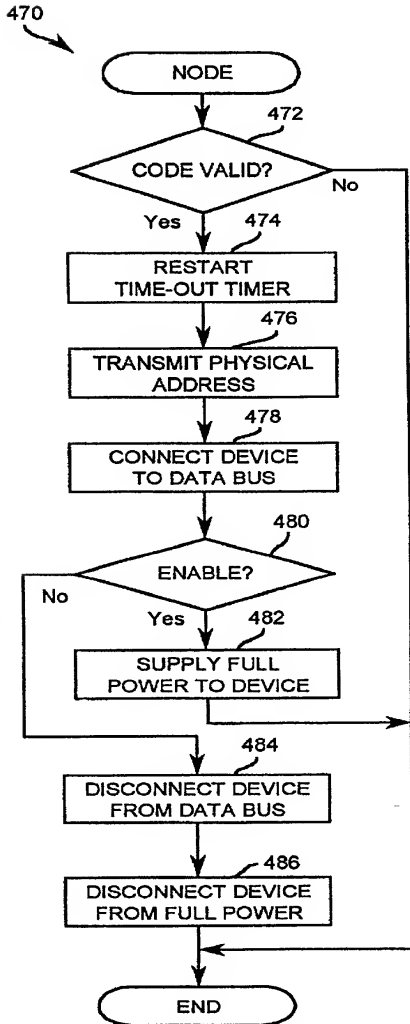 470
NODE
472
CODE VALID?
No
Yes
474
RESTART
TIME-OUT TIMER
476
TRANSMIT PHYSICAL
ADDRESS
478
CONNECT DEVICE
TO DATA BUS
480
ENABLE?
No
Yes
482
SUPPLY FULL
POWER TO DEVICE
484
DISCONNECT DEVICE
FROM DATA BUS
486
DISCONNECT DEVICE
FROM FULL POWER
END